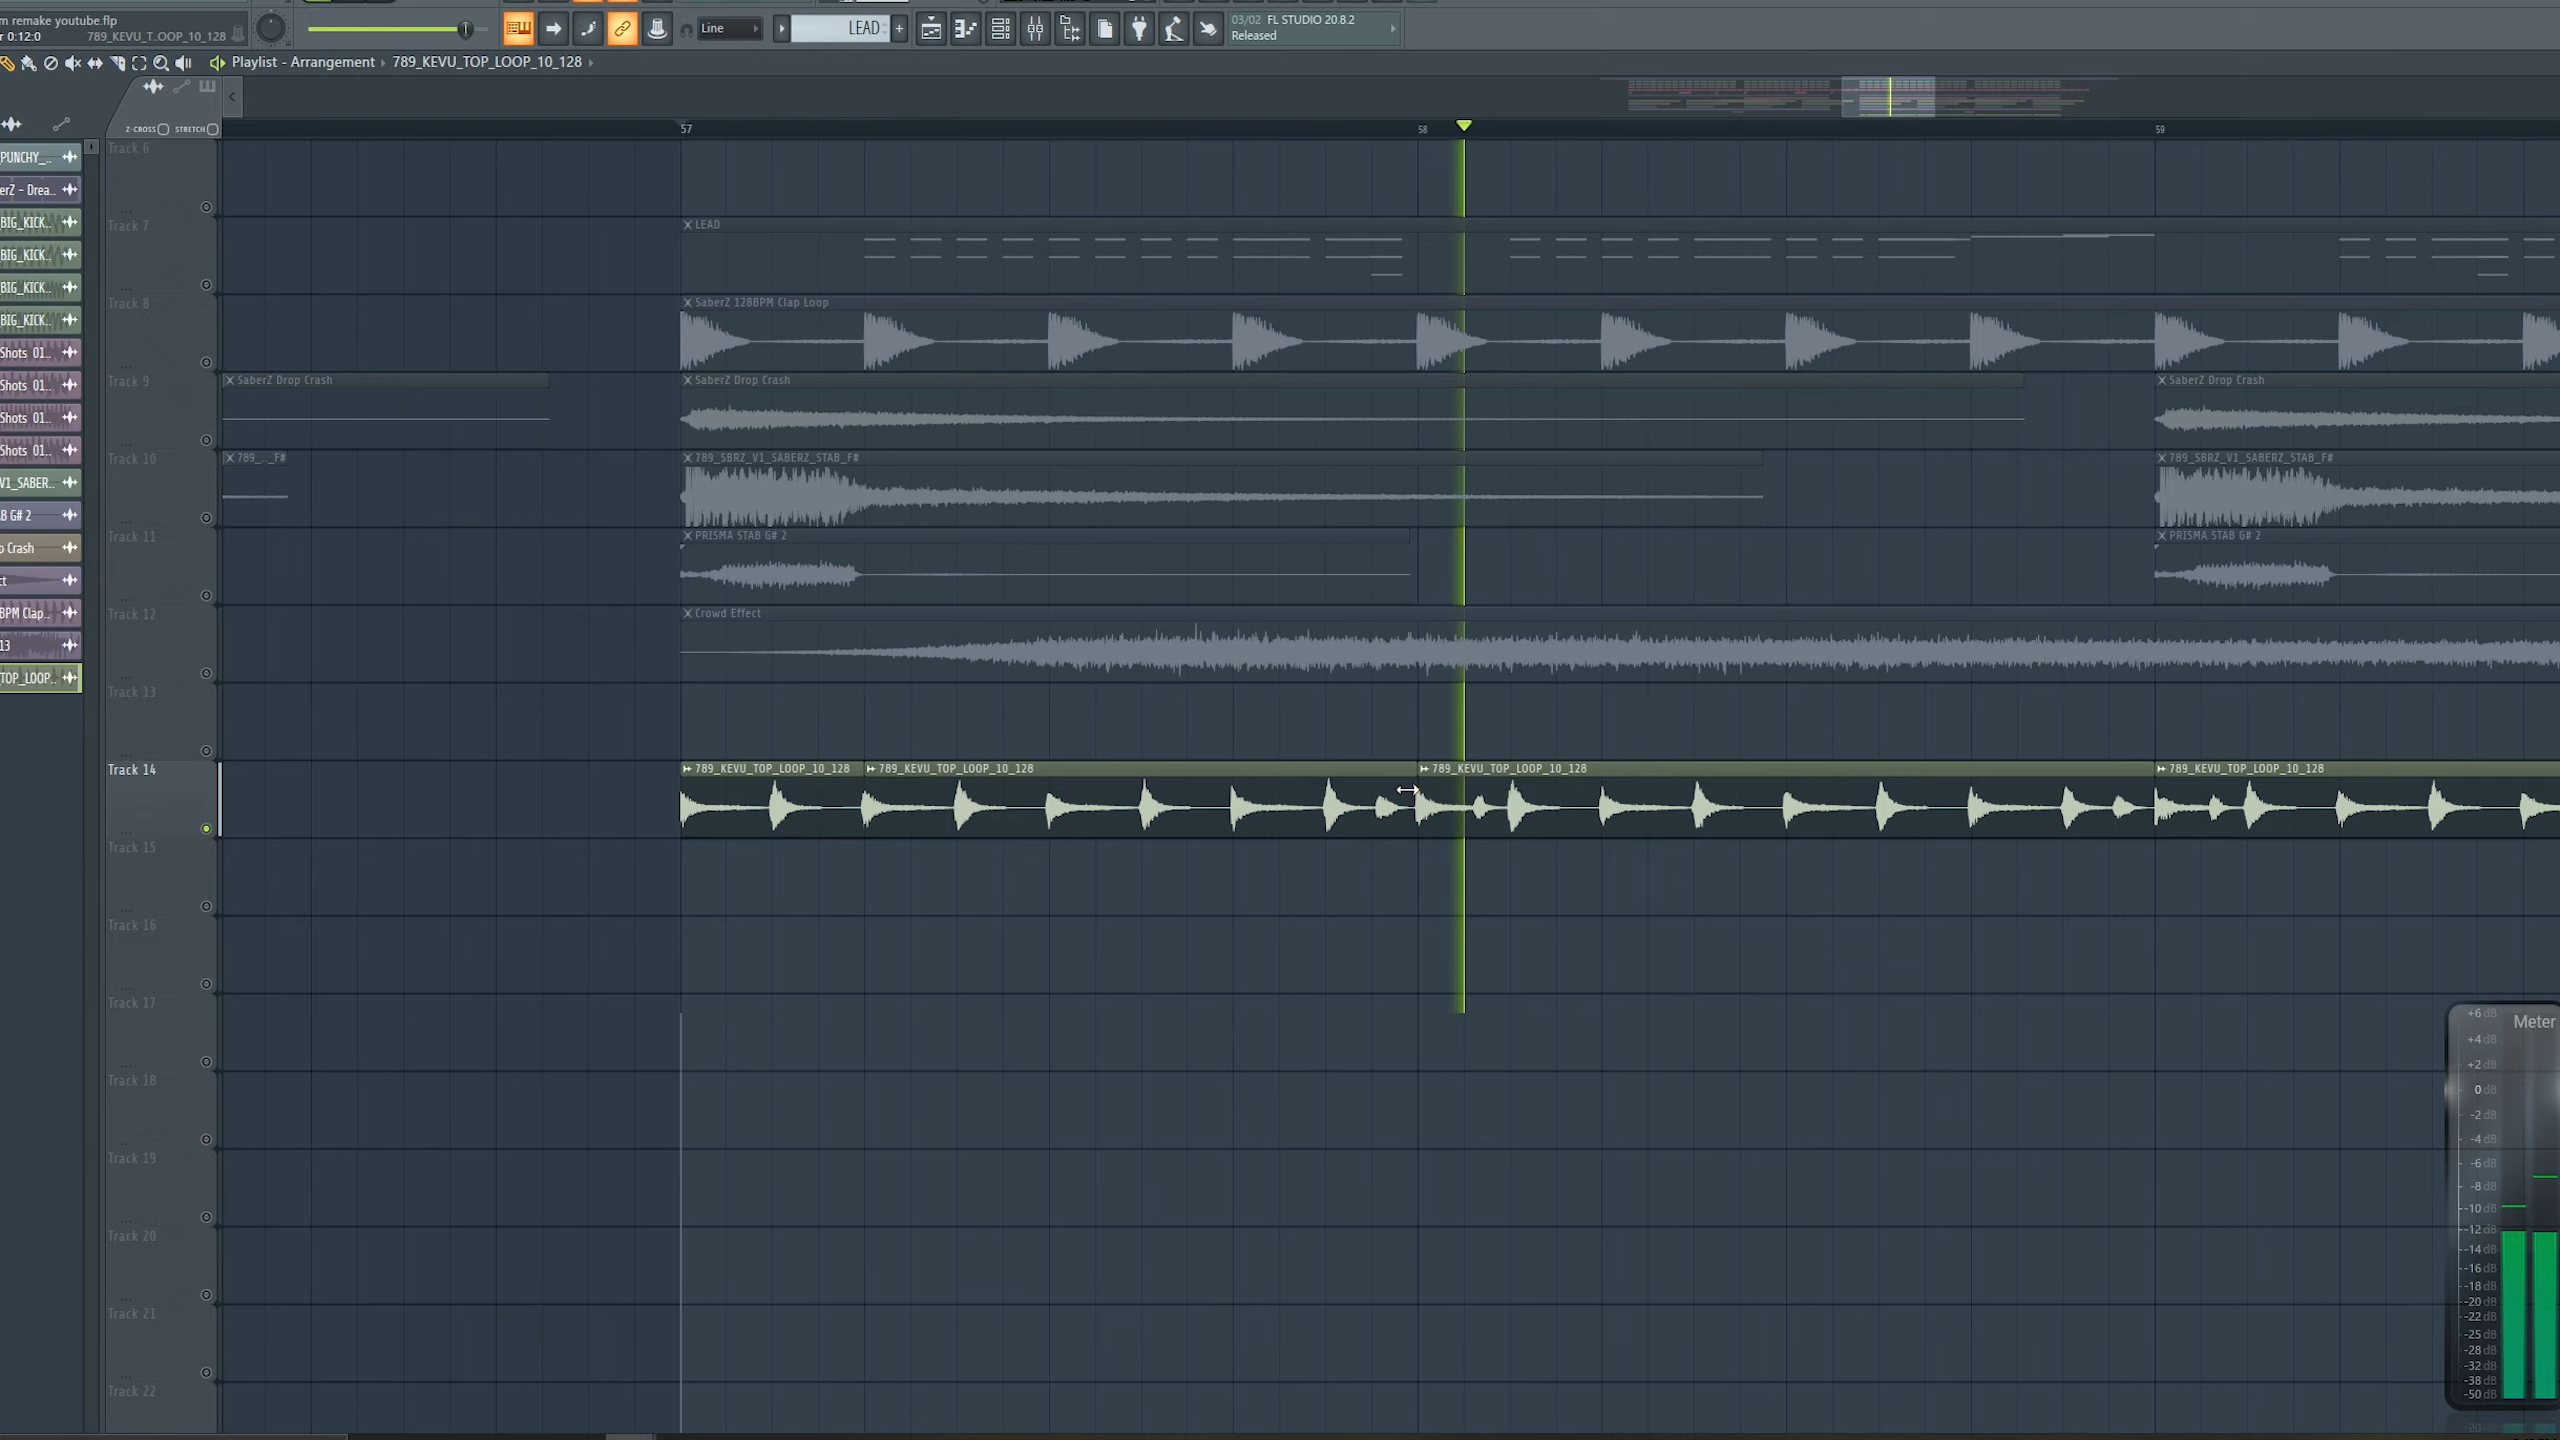 m remake youtube.flp
r 0:12:0
789_KEVU_T.OOP_10_128
Line
LEAD
03/02 FL STUDIO 20.8.2
Released
Playlist - Arrangement
789_KEVU_TOP_LOOP_10_128
Z-CROSS
STRETCH
57
58
59
PUNCHY_..
erZ - Drea..
BIG_KICK..
BIG_KICK..
BIG_KICK..
BIG_KICK..
Shots 01..
Shots 01..
Shots 01..
Shots 01..
V1_SABER..
B G# 2
p Crash
ct
BPM Clap..
13
TOP_LOOP..
Track 6
Track 7
LEAD
Track 8
SaberZ 128BPM Clap Loop
Track 9
SaberZ Drop Crash
SaberZ Drop Crash
SaberZ Drop Crash
Track 10
789_.._F#
789_SBRZ_V1_SABERZ_STAB_F#
789_SBRZ_V1_SABERZ_STAB_F#
Track 11
PRISMA STAB G# 2
PRISMA STAB G# 2
Track 12
Crowd Effect
Track 13
Track 14
789_KEVU_TOP_LOOP_10_128
789_KEVU_TOP_LOOP_10_128
789_KEVU_TOP_LOOP_10_128
789_KEVU_TOP_LOOP_10_128
Track 15
Track 16
Track 17
Track 18
Track 19
Track 20
Track 21
Track 22
Meter
+6 dB
+4 dB
+2 dB
0 dB
-2 dB
-4 dB
-6 dB
-8 dB
-10 dB
-12 dB
-14 dB
-16 dB
-18 dB
-20 dB
-22 dB
-25 dB
-28 dB
-32 dB
-38 dB
-50 dB